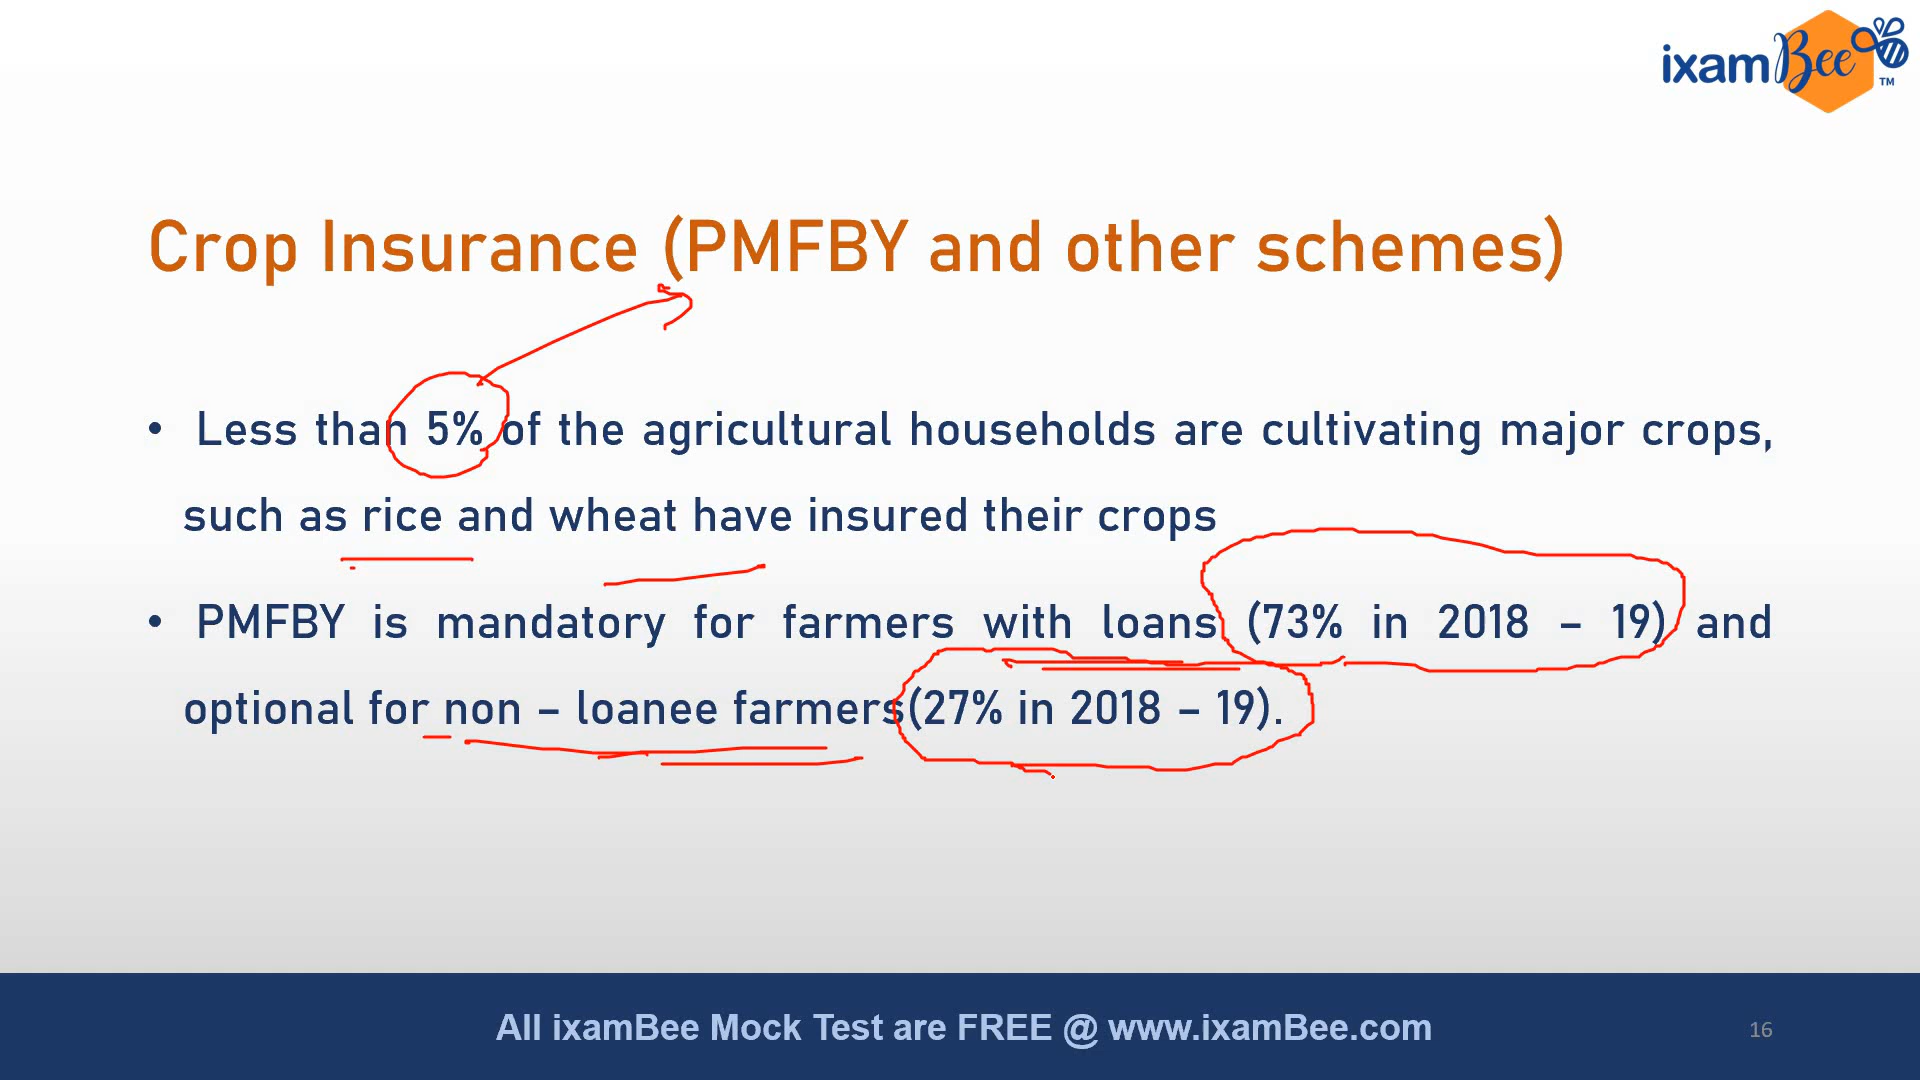 ixamBee TM
Crop Insurance (PMFBY and other schemes)
• Less than 5% of the agricultural households are cultivating major crops,
such as rice and wheat have insured their crops
• PMFBY is mandatory for farmers with loans (73% in 2018 – 19) and
optional for non – loanee farmers(27% in 2018 – 19).
All ixamBee Mock Test are FREE @ www.ixamBee.com
16